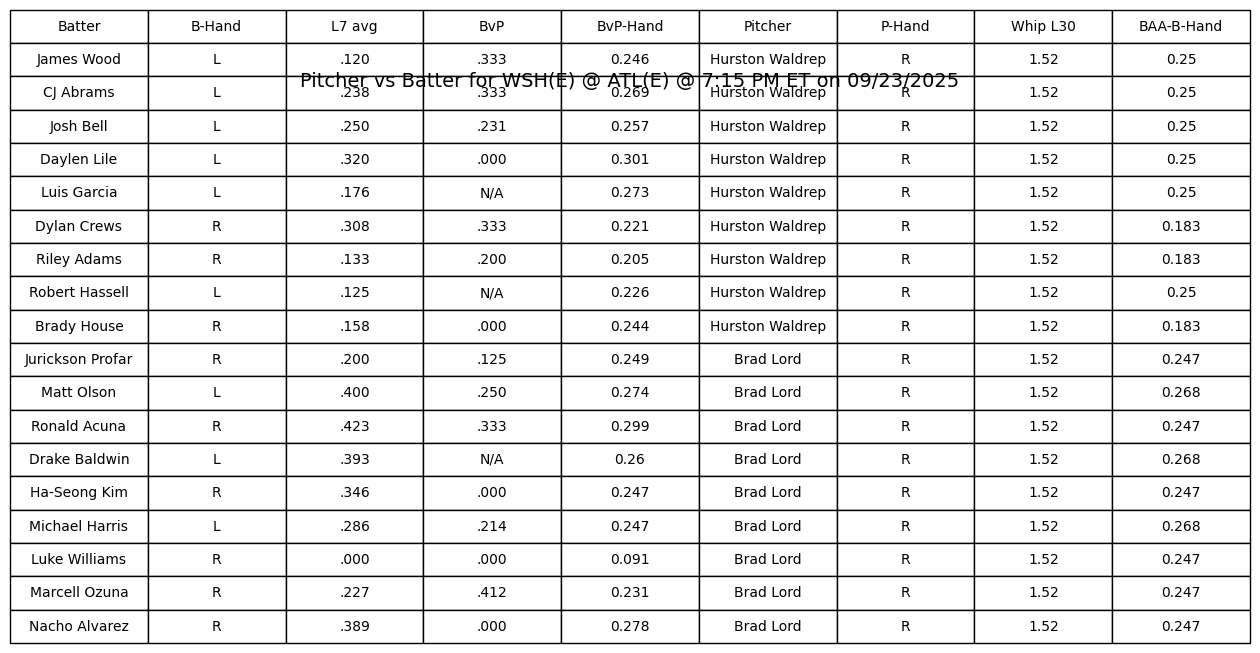 Batter B-Hand L7 avg BvP BvP-Hand Pitcher P-Hand Whip L30 BAA-B-Hand
James Wood L .120 .333 0.246 Hurston Waldrep R 1.52 0.25
Pitcher vs Batter for WSH(E) @ ATL(E) @ 7:15 PM ET on 09/23/2025
CJ Abrams L .238 .333 0.269 Hurston Waldrep R 1.52 0.25
Josh Bell L .250 .231 0.257 Hurston Waldrep R 1.52 0.25
Daylen Lile L .320 .000 0.301 Hurston Waldrep R 1.52 0.25
Luis Garcia L .176 N/A 0.273 Hurston Waldrep R 1.52 0.25
Dylan Crews R .308 .333 0.221 Hurston Waldrep R 1.52 0.183
Riley Adams R .133 .200 0.205 Hurston Waldrep R 1.52 0.183
Robert Hassell L .125 N/A 0.226 Hurston Waldrep R 1.52 0.25
Brady House R .158 .000 0.244 Hurston Waldrep R 1.52 0.183
Jurickson Profar R .200 .125 0.249 Brad Lord R 1.52 0.247
Matt Olson L .400 .250 0.274 Brad Lord R 1.52 0.268
Ronald Acuna R .423 .333 0.299 Brad Lord R 1.52 0.247
Drake Baldwin L .393 N/A 0.26 Brad Lord R 1.52 0.268
Ha-Seong Kim R .346 .000 0.247 Brad Lord R 1.52 0.247
Michael Harris L .286 .214 0.247 Brad Lord R 1.52 0.268
Luke Williams R .000 .000 0.091 Brad Lord R 1.52 0.247
Marcell Ozuna R .227 .412 0.231 Brad Lord R 1.52 0.247
Nacho Alvarez R .389 .000 0.278 Brad Lord R 1.52 0.247